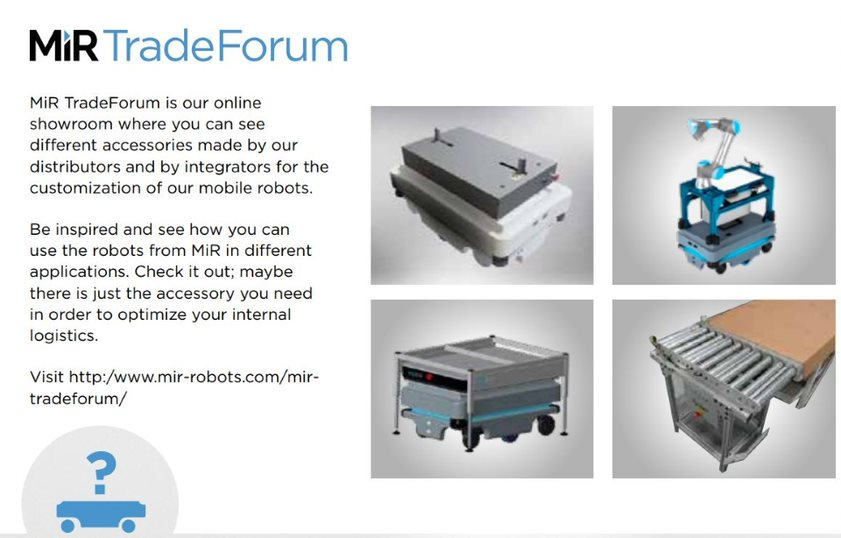 MiR TradeForum
MiR TradeForum is our online
showroom where you can see
different accessories made by our
distributors and by integrators for the
customization of our mobile robots.
Be inspired and see how you can
use the robots from MiR in different
applications. Check it out; maybe
there is just the accessory you need
in order to optimize your internal
logistics.
Visit http:/www.mir-robots.com/mir-
tradeforum/
?